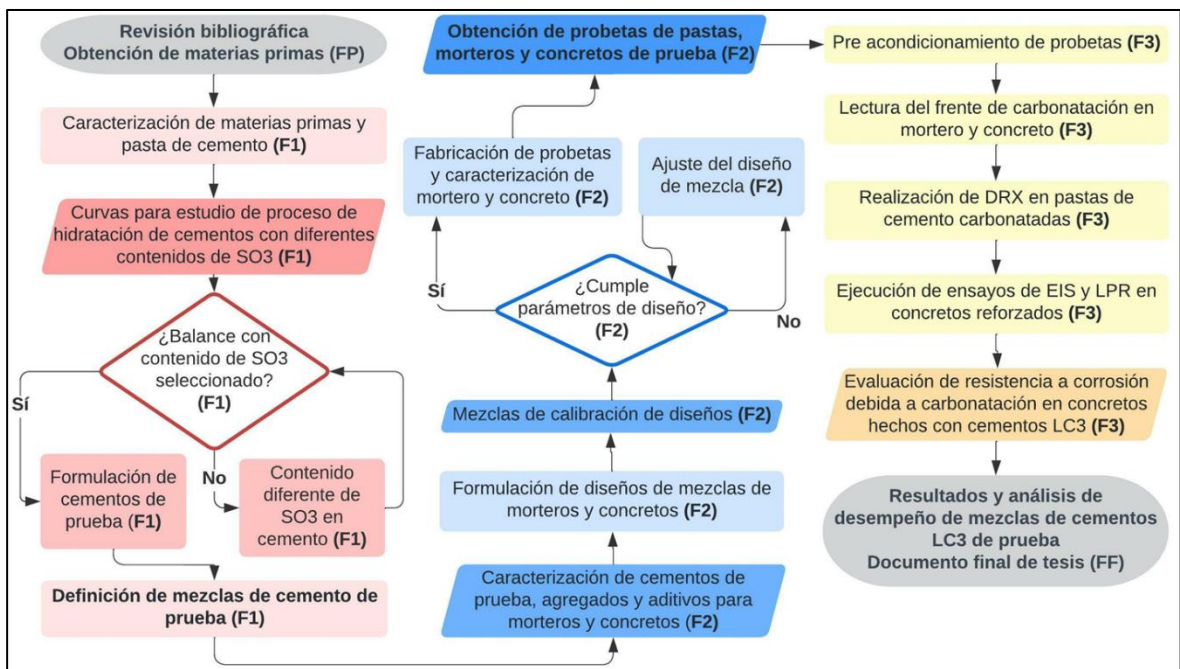 Revisión bibliográfica
Obtención de materias primas (FP)
Caracterización de materias primas y
pasta de cemento (F1)
Curvas para estudio de proceso de
hidratación de cementos con diferentes
contenidos de SO3 (F1)
¿Balance con
contenido de SO3
seleccionado?
(F1)
Sí
No
Formulación de
cementos de
prueba (F1)
Contenido
diferente de
SO3 en
cemento (F1)
Definición de mezclas de cemento de
prueba (F1)
Caracterización de cementos de
prueba, agregados y aditivos para
morteros y concretos (F2)
Formulación de diseños de mezclas de
morteros y concretos (F2)
Mezclas de calibración de diseños (F2)
¿Cumple
parámetros de diseño?
(F2)
Sí
No
Fabricación de probetas
y caracterización de
mortero y concreto (F2)
Ajuste del diseño
de mezcla (F2)
Obtención de probetas de pastas,
morteros y concretos de prueba (F2)
Pre acondicionamiento de probetas (F3)
Lectura del frente de carbonatación en
mortero y concreto (F3)
Realización de DRX en pastas de
cemento carbonatadas (F3)
Ejecución de ensayos de EIS y LPR en
concretos reforzados (F3)
Evaluación de resistencia a corrosión
debida a carbonatación en concretos
hechos con cementos LC3 (F3)
Resultados y análisis de
desempeño de mezclas de cementos
LC3 de prueba
Documento final de tesis (FF)